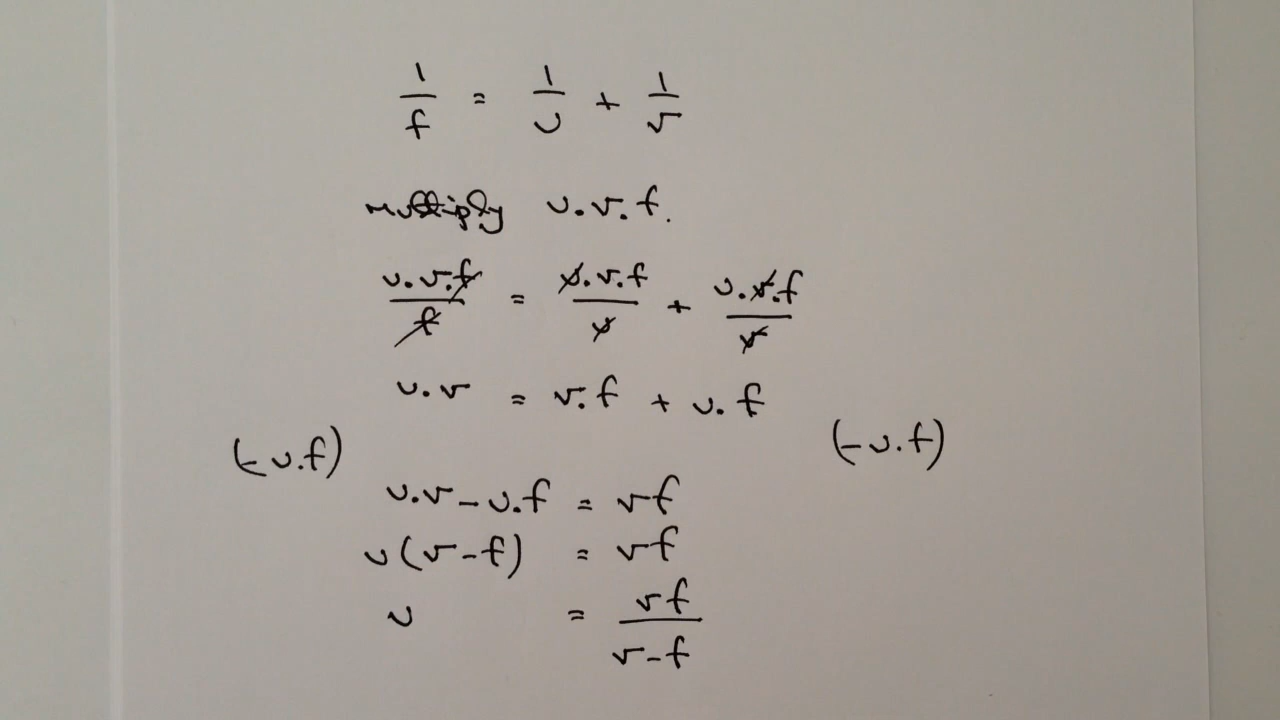 1/f = 1/u + 1/v
multiply u.v.f.
u.v.f/f = u.v.f/u + u.v.f/v
u.v = v.f + u.f
(-u.f) (-u.f)
u.v - u.f = vf
u(v-f) = vf
u = vf/v-f